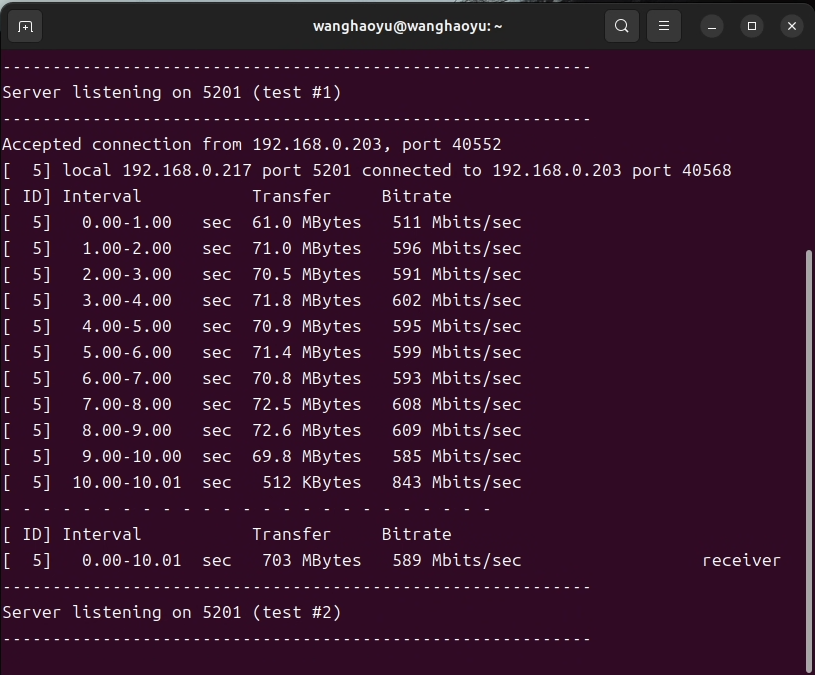 wanghaoyu@wanghaoyu: ~
-----------------------------------------------------------
Server listening on 5201 (test #1)
-----------------------------------------------------------
Accepted connection from 192.168.0.203, port 40552
[  5] local 192.168.0.217 port 5201 connected to 192.168.0.203 port 40568
[ ID] Interval           Transfer     Bitrate
[  5]   0.00-1.00   sec  61.0 MBytes   511 Mbits/sec
[  5]   1.00-2.00   sec  71.0 MBytes   596 Mbits/sec
[  5]   2.00-3.00   sec  70.5 MBytes   591 Mbits/sec
[  5]   3.00-4.00   sec  71.8 MBytes   602 Mbits/sec
[  5]   4.00-5.00   sec  70.9 MBytes   595 Mbits/sec
[  5]   5.00-6.00   sec  71.4 MBytes   599 Mbits/sec
[  5]   6.00-7.00   sec  70.8 MBytes   593 Mbits/sec
[  5]   7.00-8.00   sec  72.5 MBytes   608 Mbits/sec
[  5]   8.00-9.00   sec  72.6 MBytes   609 Mbits/sec
[  5]   9.00-10.00  sec  69.8 MBytes   585 Mbits/sec
[  5]  10.00-10.01  sec   512 KBytes   843 Mbits/sec
- - - - - - - - - - - - - - - - - - - - - - - - -
[ ID] Interval           Transfer     Bitrate
[  5]   0.00-10.01  sec   703 MBytes   589 Mbits/sec                  receiver
-----------------------------------------------------------
Server listening on 5201 (test #2)
-----------------------------------------------------------